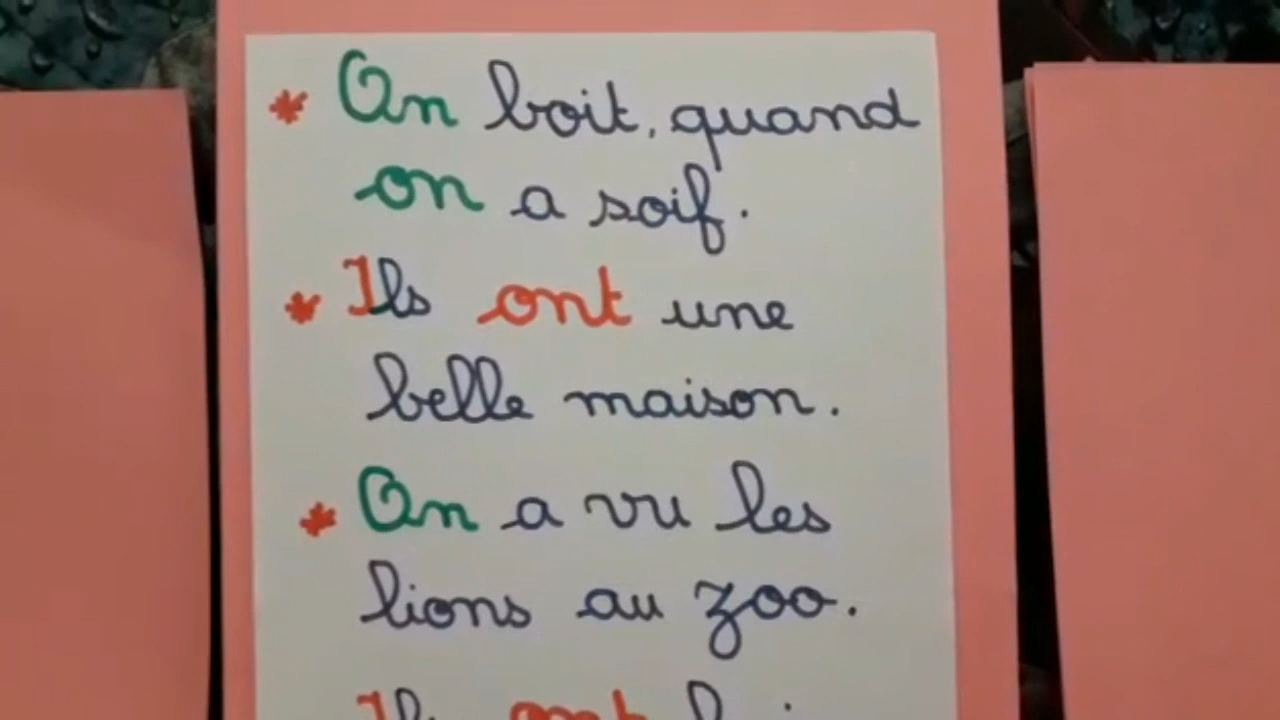 * On boit, quand
on a soif.
* Ils ont une
belle maison.
* On a vu les
lions au zoo.